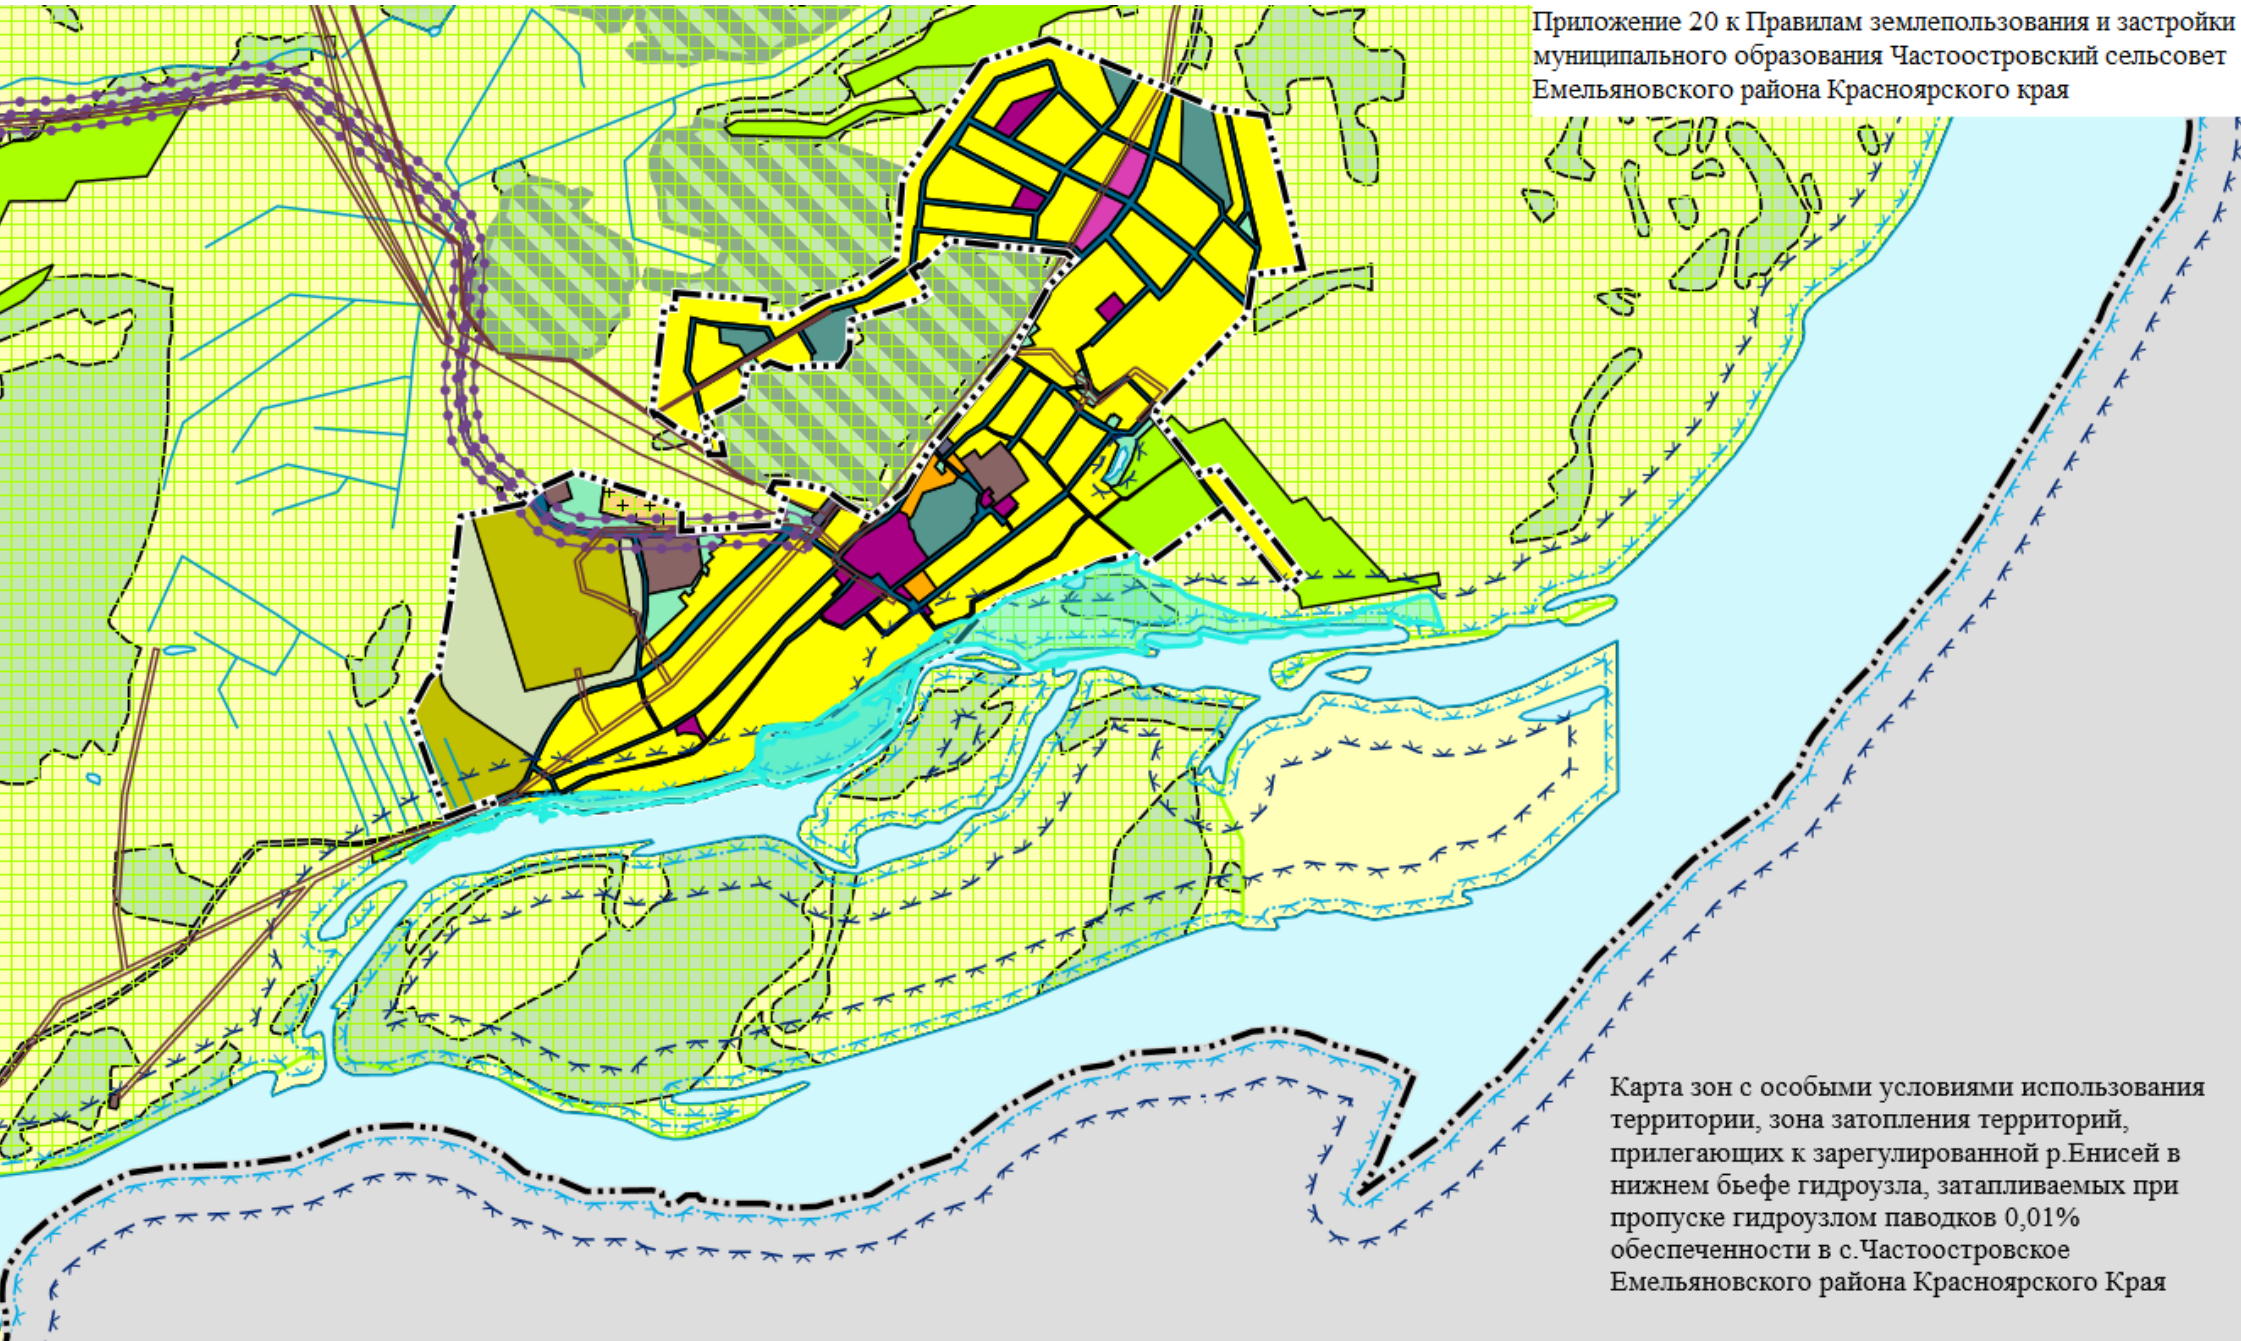 Приложение 20 к Правилам землепользования и застройки
муниципального образования Частоостровский сельсовет
Емельяновского района Красноярского края
Карта зон с особыми условиями использования
территории, зона затопления территорий,
прилегающих к зарегулированной р.Енисей в
нижнем бьефе гидроузла, затапливаемых при
пропуске гидроузлом паводков 0,01%
обеспеченности в с.Частоостровское
Емельяновского района Красноярского Края